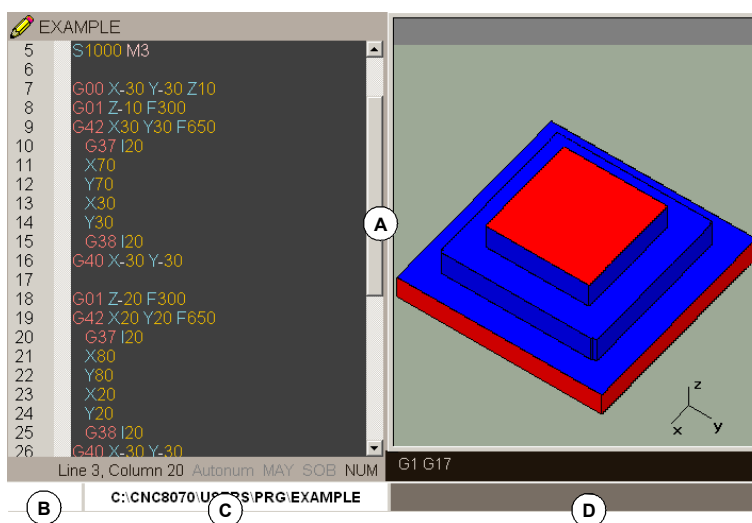 EXAMPLE
5 S1000 M3
6
7 G00 X-30 Y-30 Z10
8 G01 Z-10 F300
9 G42 X30 Y30 F650
10 G37 I20
11 X70
12 Y70
13 X30
14 Y30
15 G38 I20
16 G40 X-30 Y-30
17
18 G01 Z-20 F300
19 G42 X20 Y20 F650
20 G37 I20
21 X80
22 Y80
23 X20
24 Y20
25 G38 I20
26 G40 X-30 Y-30
Line 3, Column 20 Autonum MAY SOB NUM
A
z
x y
G1 G17
B
C:\CNC8070\USERS\PRG\EXAMPLE
C
D